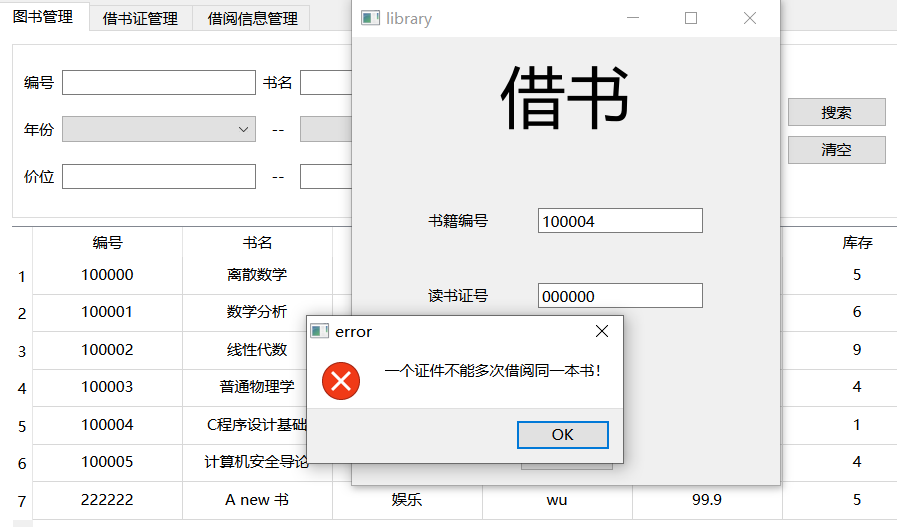 图书管理 借书证管理 借阅信息管理
library
借书
编号 书名
年份 --
价位 --
搜索
清空
书籍编号 100004
读书证号 000000
error
一个证件不能多次借阅同一本书!
OK
编号 书名 库存
1 100000 离散数学 5
2 100001 数学分析 6
3 100002 线性代数 9
4 100003 普通物理学 4
5 100004 C程序设计基础 1
6 100005 计算机安全导论 4
7 222222 A new 书 娱乐 wu 99.9 5